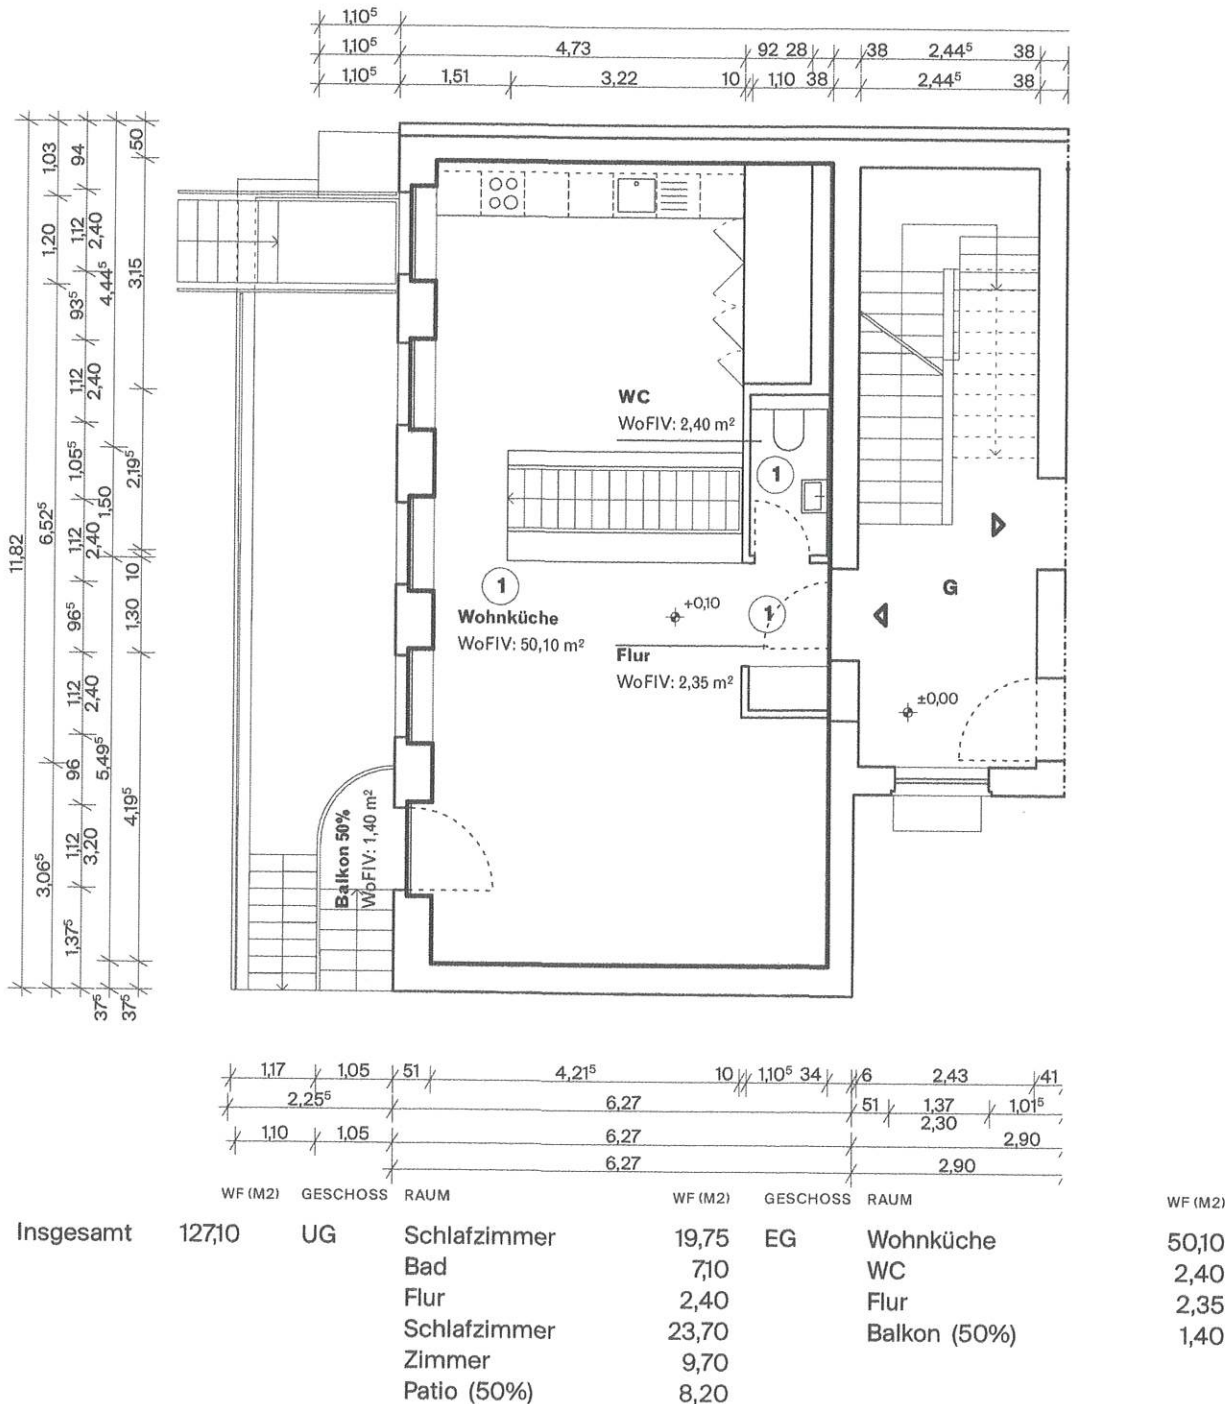 1,10⁵
1,10⁵ 4,73 92 28 38 2,44⁵ 38
1,10⁵ 1,51 3,22 10 1,10 38 2,44⁵ 38
11,82
1,03 1,20 6,52⁵ 3,06⁵
94 1,12 2,40 93⁵ 1,12 2,40 1,05⁵ 1,12 2,40 96⁵ 1,12 2,40 96 1,12 3,20 1,37⁵
4,44⁵ 1,50 5,49⁵ 37⁵
50 3,15 2,19⁵ 10 1,30 4,19⁵ 37⁵
WC
WoFIV: 2,40 m²
1
1
Wohnküche
WoFIV: 50,10 m²
+0,10
1
Flur
WoFIV: 2,35 m²
G
±0,00
Balkon 50%
WoFIV: 1,40 m²
1,17 1,05 51 4,21⁵ 10 1,10⁵ 34 6 2,43 41
2,25⁵ 6,27 51 1,37 1,01⁵
2,30
1,10 1,05 6,27 2,90
6,27 2,90
WF (M2) GESCHOSS RAUM WF (M2) GESCHOSS RAUM WF (M2)
Insgesamt 127,10 UG Schlafzimmer 19,75 EG Wohnküche 50,10
Bad 7,10 WC 2,40
Flur 2,40 Flur 2,35
Schlafzimmer 23,70 Balkon (50%) 1,40
Zimmer 9,70
Patio (50%) 8,20